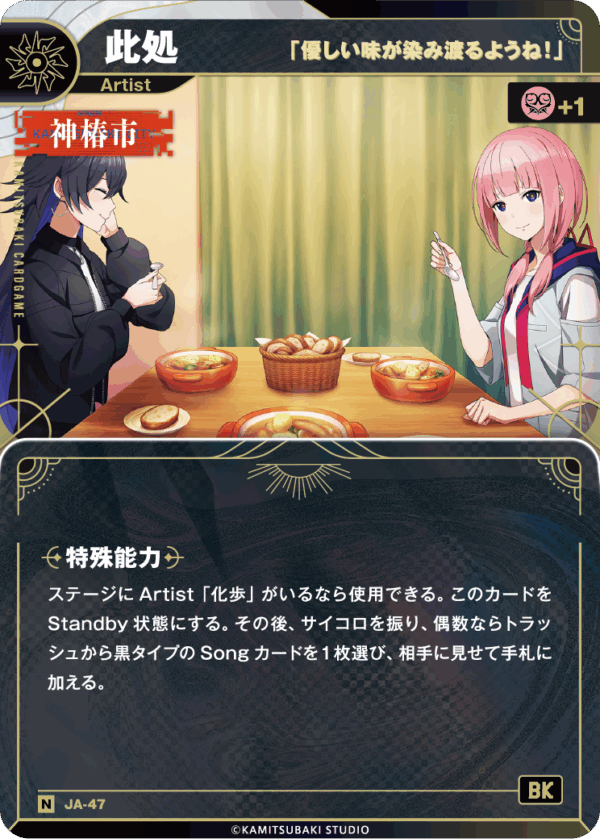 此処
「優しい味が染み渡るようね!」
Artist
+1
神椿市
KAMITSUBAKI CARDGAME
特殊能力
ステージに Artist「化歩」がいるなら使用できる。このカードを
Standby 状態にする。その後、サイコロを振り、偶数ならトラッ
シュから黒タイプの Song カードを1枚選び、相手に見せて手札に
加える。
N JA-47
BK
©KAMITSUBAKI STUDIO